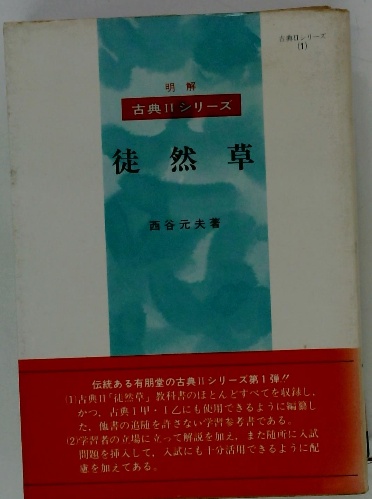 古典IIシリーズ
(1)
明解
古典IIシリーズ
徒然草
西谷元夫著
伝統ある有朋堂の古典IIシリーズ第1弾!!
(1)古典II「徒然草」教科書のほとんどすべてを収録し,
かつ, 古典I甲・I乙にも使用できるように編纂し
た, 他書の追随を許さない学習参考書である。
(2)学習者の立場に立って解説を加え, また随所に入試
問題を挿入して, 入試にも十分活用できるように配
慮を加えてある。